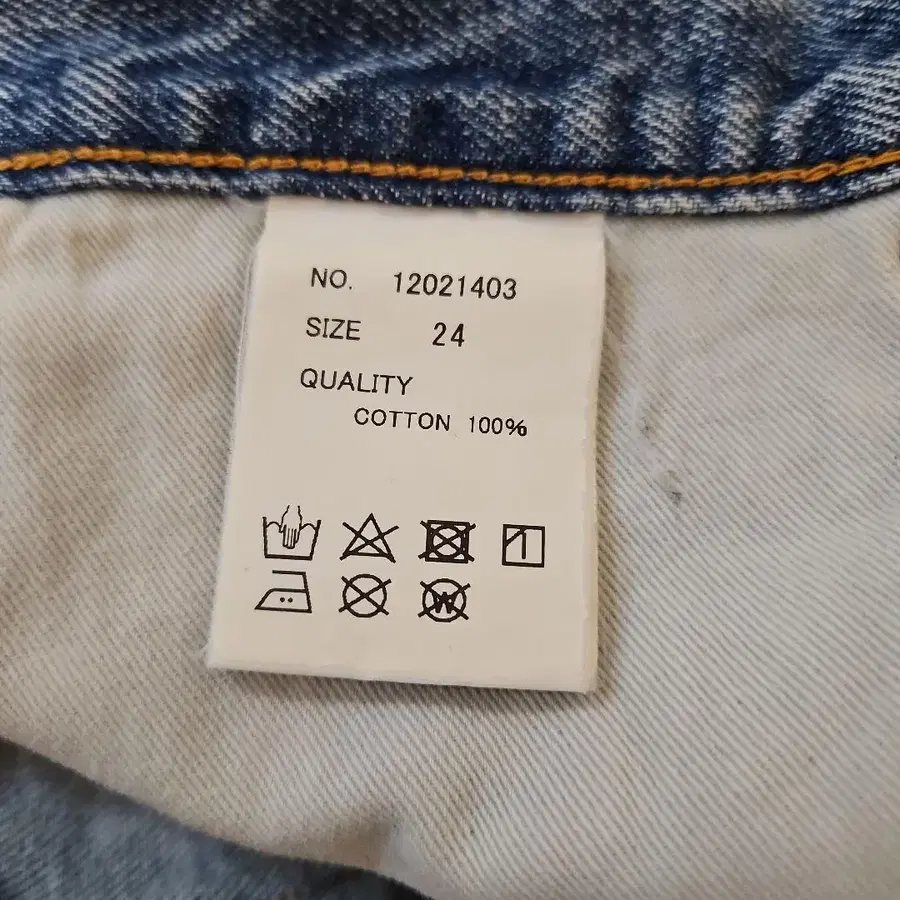 NO. 12021403
SIZE 24
QUALITY
COTTON 100%
W